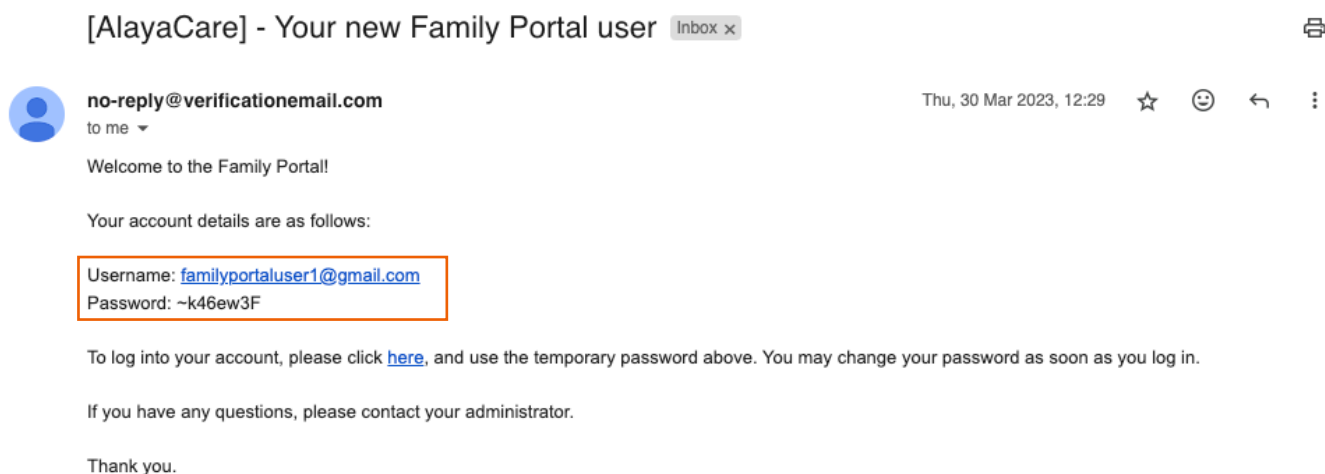 [AlayaCare] - Your new Family Portal user Inbox x
no-reply@verificationemail.com Thu, 30 Mar 2023, 12:29
to me
Welcome to the Family Portal!
Your account details are as follows:
Username: familyportaluser1@gmail.com
Password: ~k46ew3F
To log into your account, please click here, and use the temporary password above. You may change your password as soon as you log in.
If you have any questions, please contact your administrator.
Thank you.